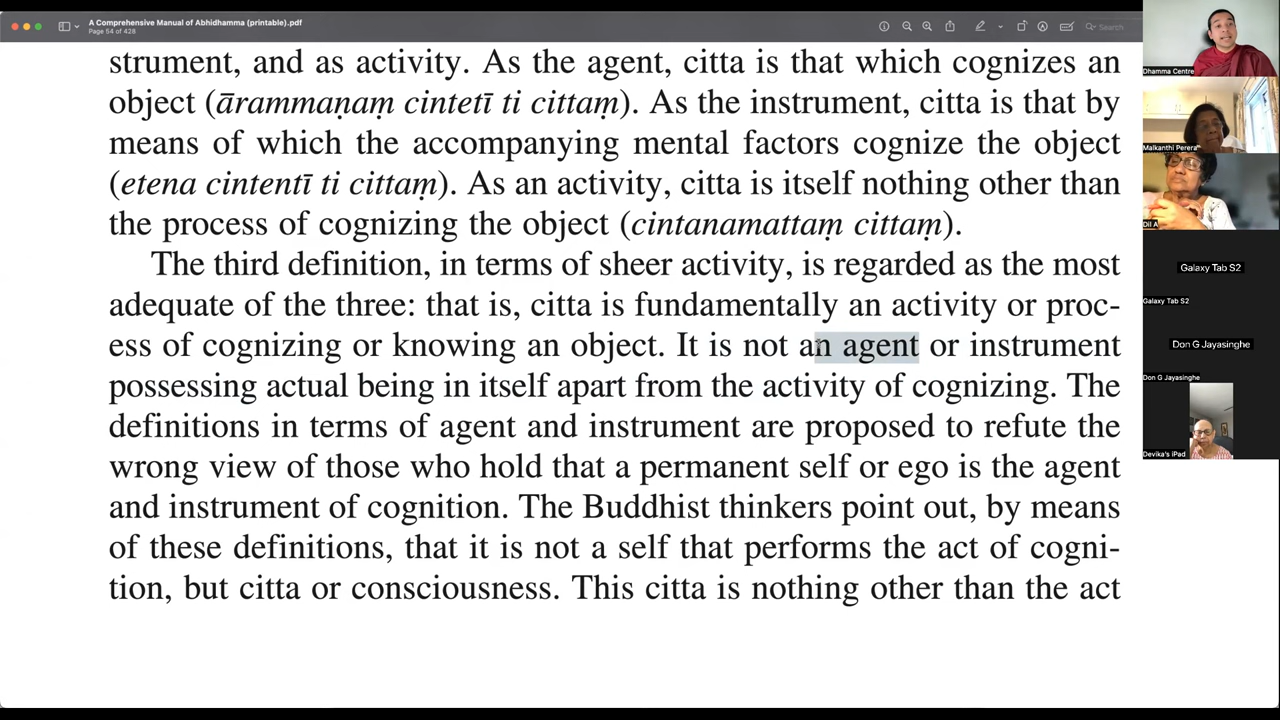 A Comprehensive Manual of Abhidhamma (printable).pdf
Page 54 of 428
Search
strument, and as activity. As the agent, citta is that which cognizes an
object (ārammaṇaṃ cintetī ti cittaṃ). As the instrument, citta is that by
means of which the accompanying mental factors cognize the object
(etena cintentī ti cittaṃ). As an activity, citta is itself nothing other than
the process of cognizing the object (cintanamattaṃ cittaṃ).
The third definition, in terms of sheer activity, is regarded as the most
adequate of the three: that is, citta is fundamentally an activity or proc-
ess of cognizing or knowing an object. It is not an agent or instrument
possessing actual being in itself apart from the activity of cognizing. The
definitions in terms of agent and instrument are proposed to refute the
wrong view of those who hold that a permanent self or ego is the agent
and instrument of cognition. The Buddhist thinkers point out, by means
of these definitions, that it is not a self that performs the act of cogni-
tion, but citta or consciousness. This citta is nothing other than the act
Dhamma Centre
Malkanthi Perera
Dil A
Galaxy Tab S2
Galaxy Tab S2
Don G Jayasinghe
Don G Jayasinghe
Devika's iPad